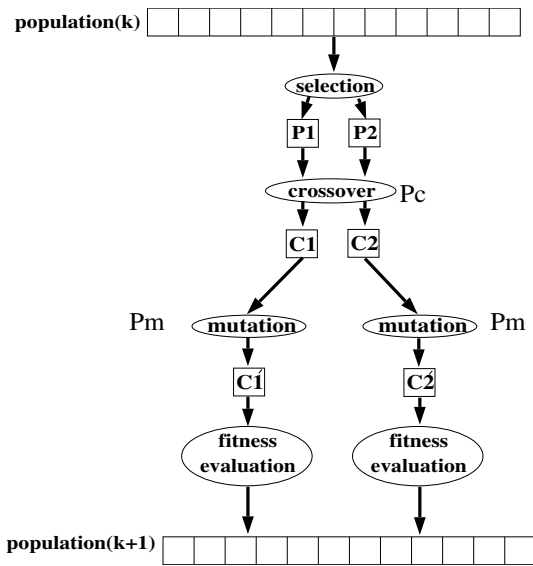 population(k)
selection
P1 P2
crossover Pc
C1 C2
Pm mutation mutation Pm
C1́ C2́
fitness fitness
evaluation evaluation
population(k+1)